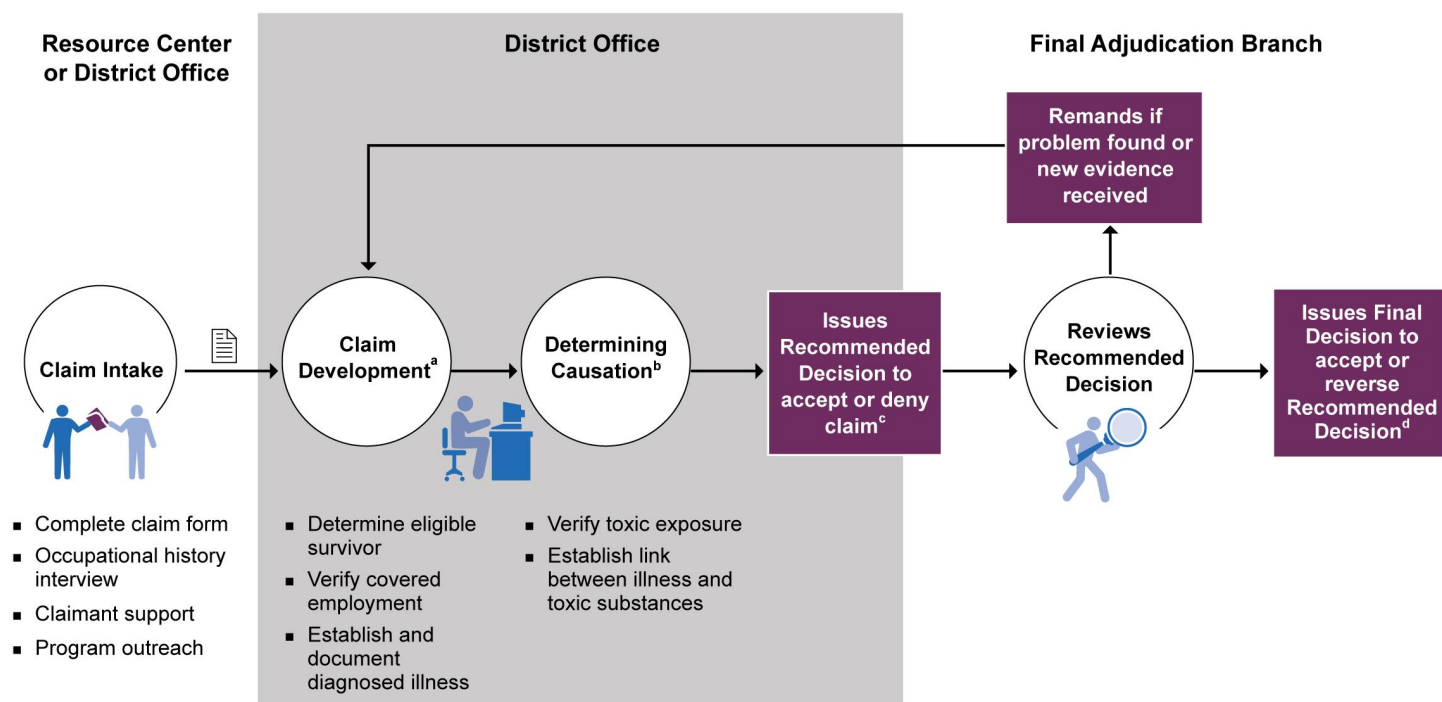 Resource Center
or District Office
District Office
Final Adjudication Branch
Remands if
problem found or
new evidence
received
Claim Intake
Claim
Developmentᵃ
Determining
Causationᵇ
Issues
Recommended
Decision to
accept or deny
claimᶜ
Reviews
Recommended
Decision
Issues Final
Decision to
accept or
reverse
Recommended
Decisionᵈ
▪ Complete claim form
▪ Occupational history
interview
▪ Claimant support
▪ Program outreach
▪ Determine eligible
survivor
▪ Verify covered
employment
▪ Establish and
document
diagnosed illness
▪ Verify toxic exposure
▪ Establish link
between illness and
toxic substances